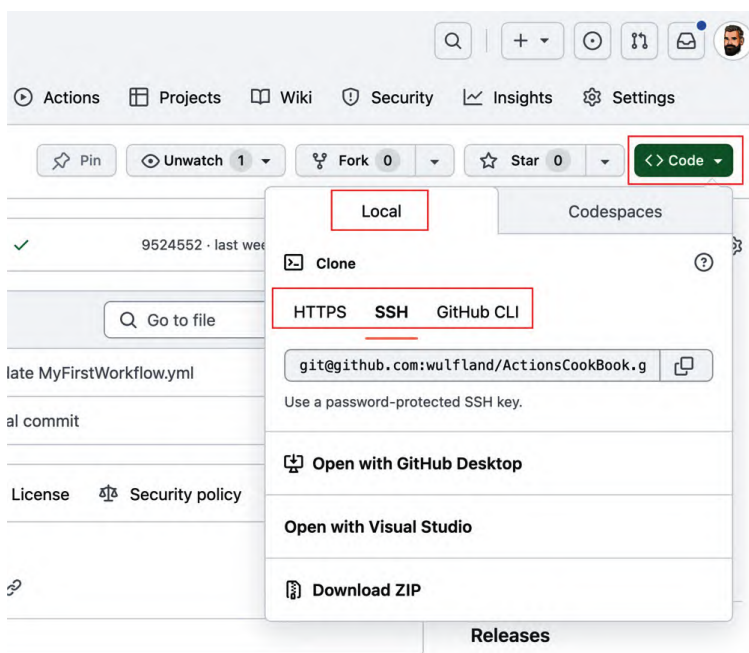 Actions Projects Wiki Security Insights Settings
Pin Unwatch 1 Fork 0 Star 0 <> Code
Local Codespaces
9524552 · last wee
Clone
HTTPS SSH GitHub CLI
Go to file
git@github.com:wulfland/ActionsCookBook.g
late MyFirstWorkflow.yml
Use a password-protected SSH key.
al commit
Open with GitHub Desktop
License Security policy
Open with Visual Studio
Download ZIP
Releases